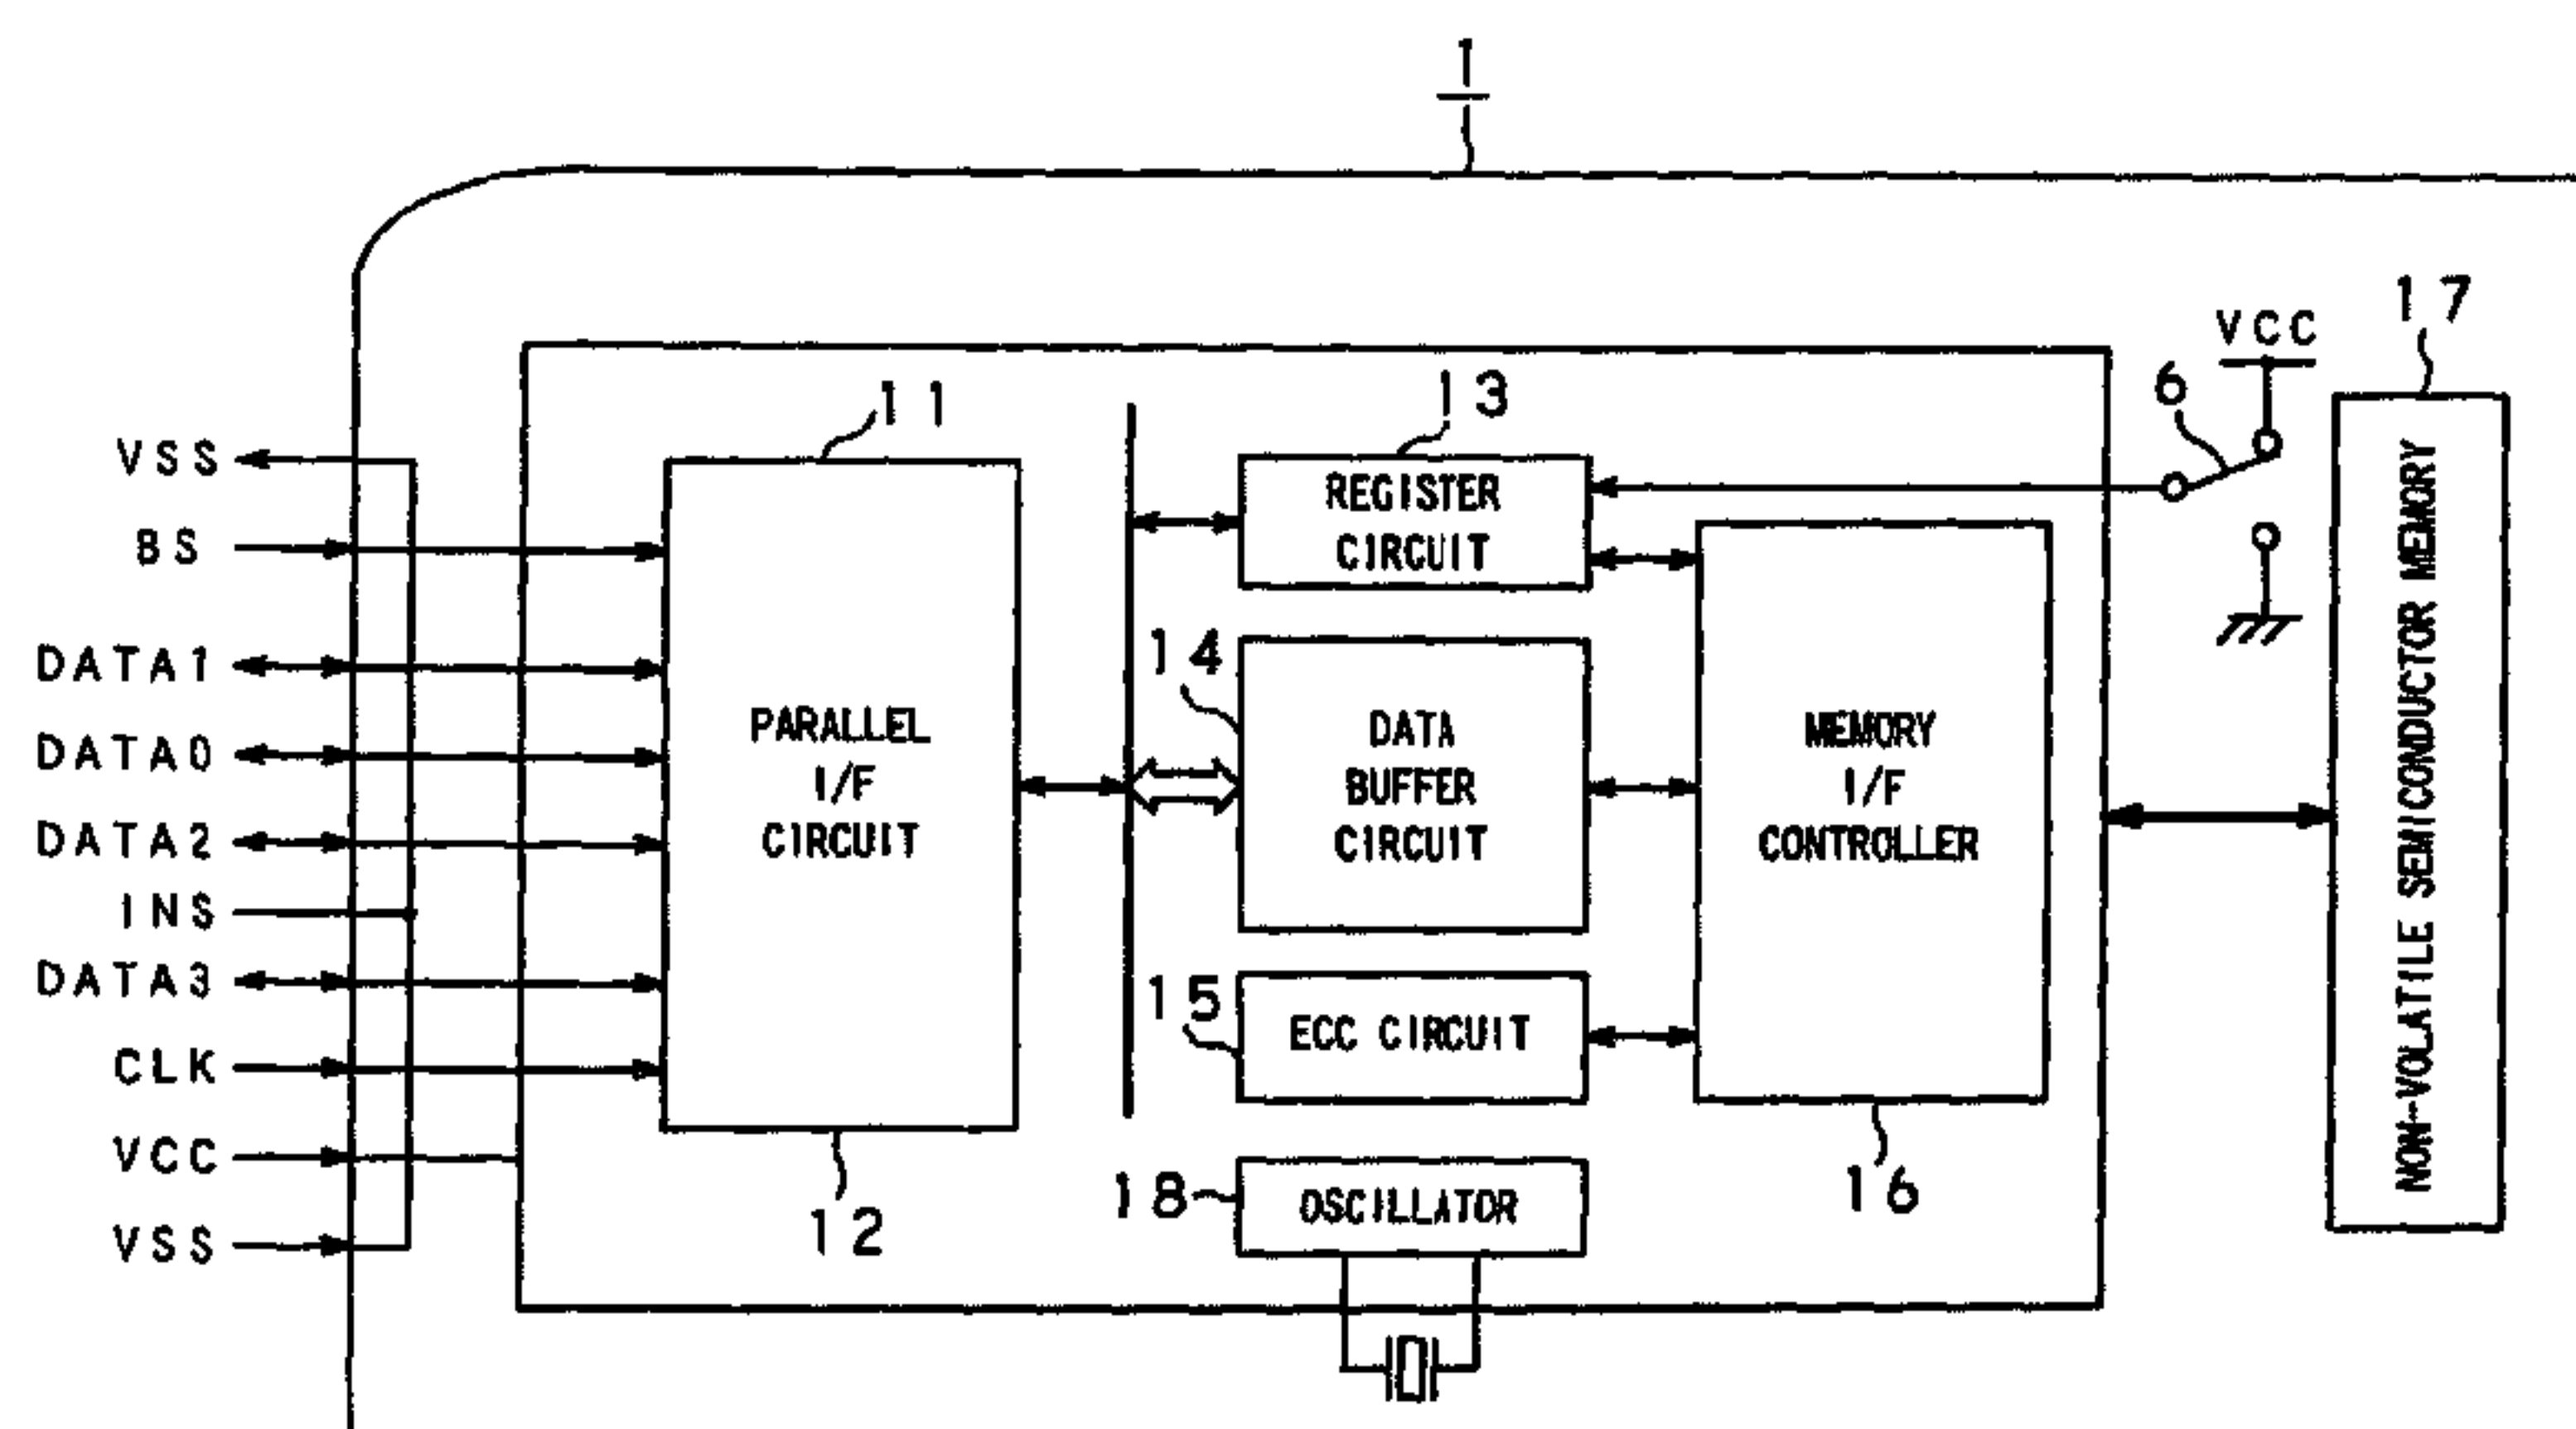 1
17
VCC
6
11
13
VSS
REGISTER
CIRCUIT
BS
14
DATA1
PARALLEL
I/F
CIRCUIT
DATA
BUFFER
CIRCUIT
MEMORY
I/F
CONTROLLER
NON-VOLATILE SEMICONDUCTOR MEMORY
DATA0
DATA2
INS
DATA3
15
ECC CIRCUIT
CLK
VCC
16
18
OSCILLATOR
12
VSS